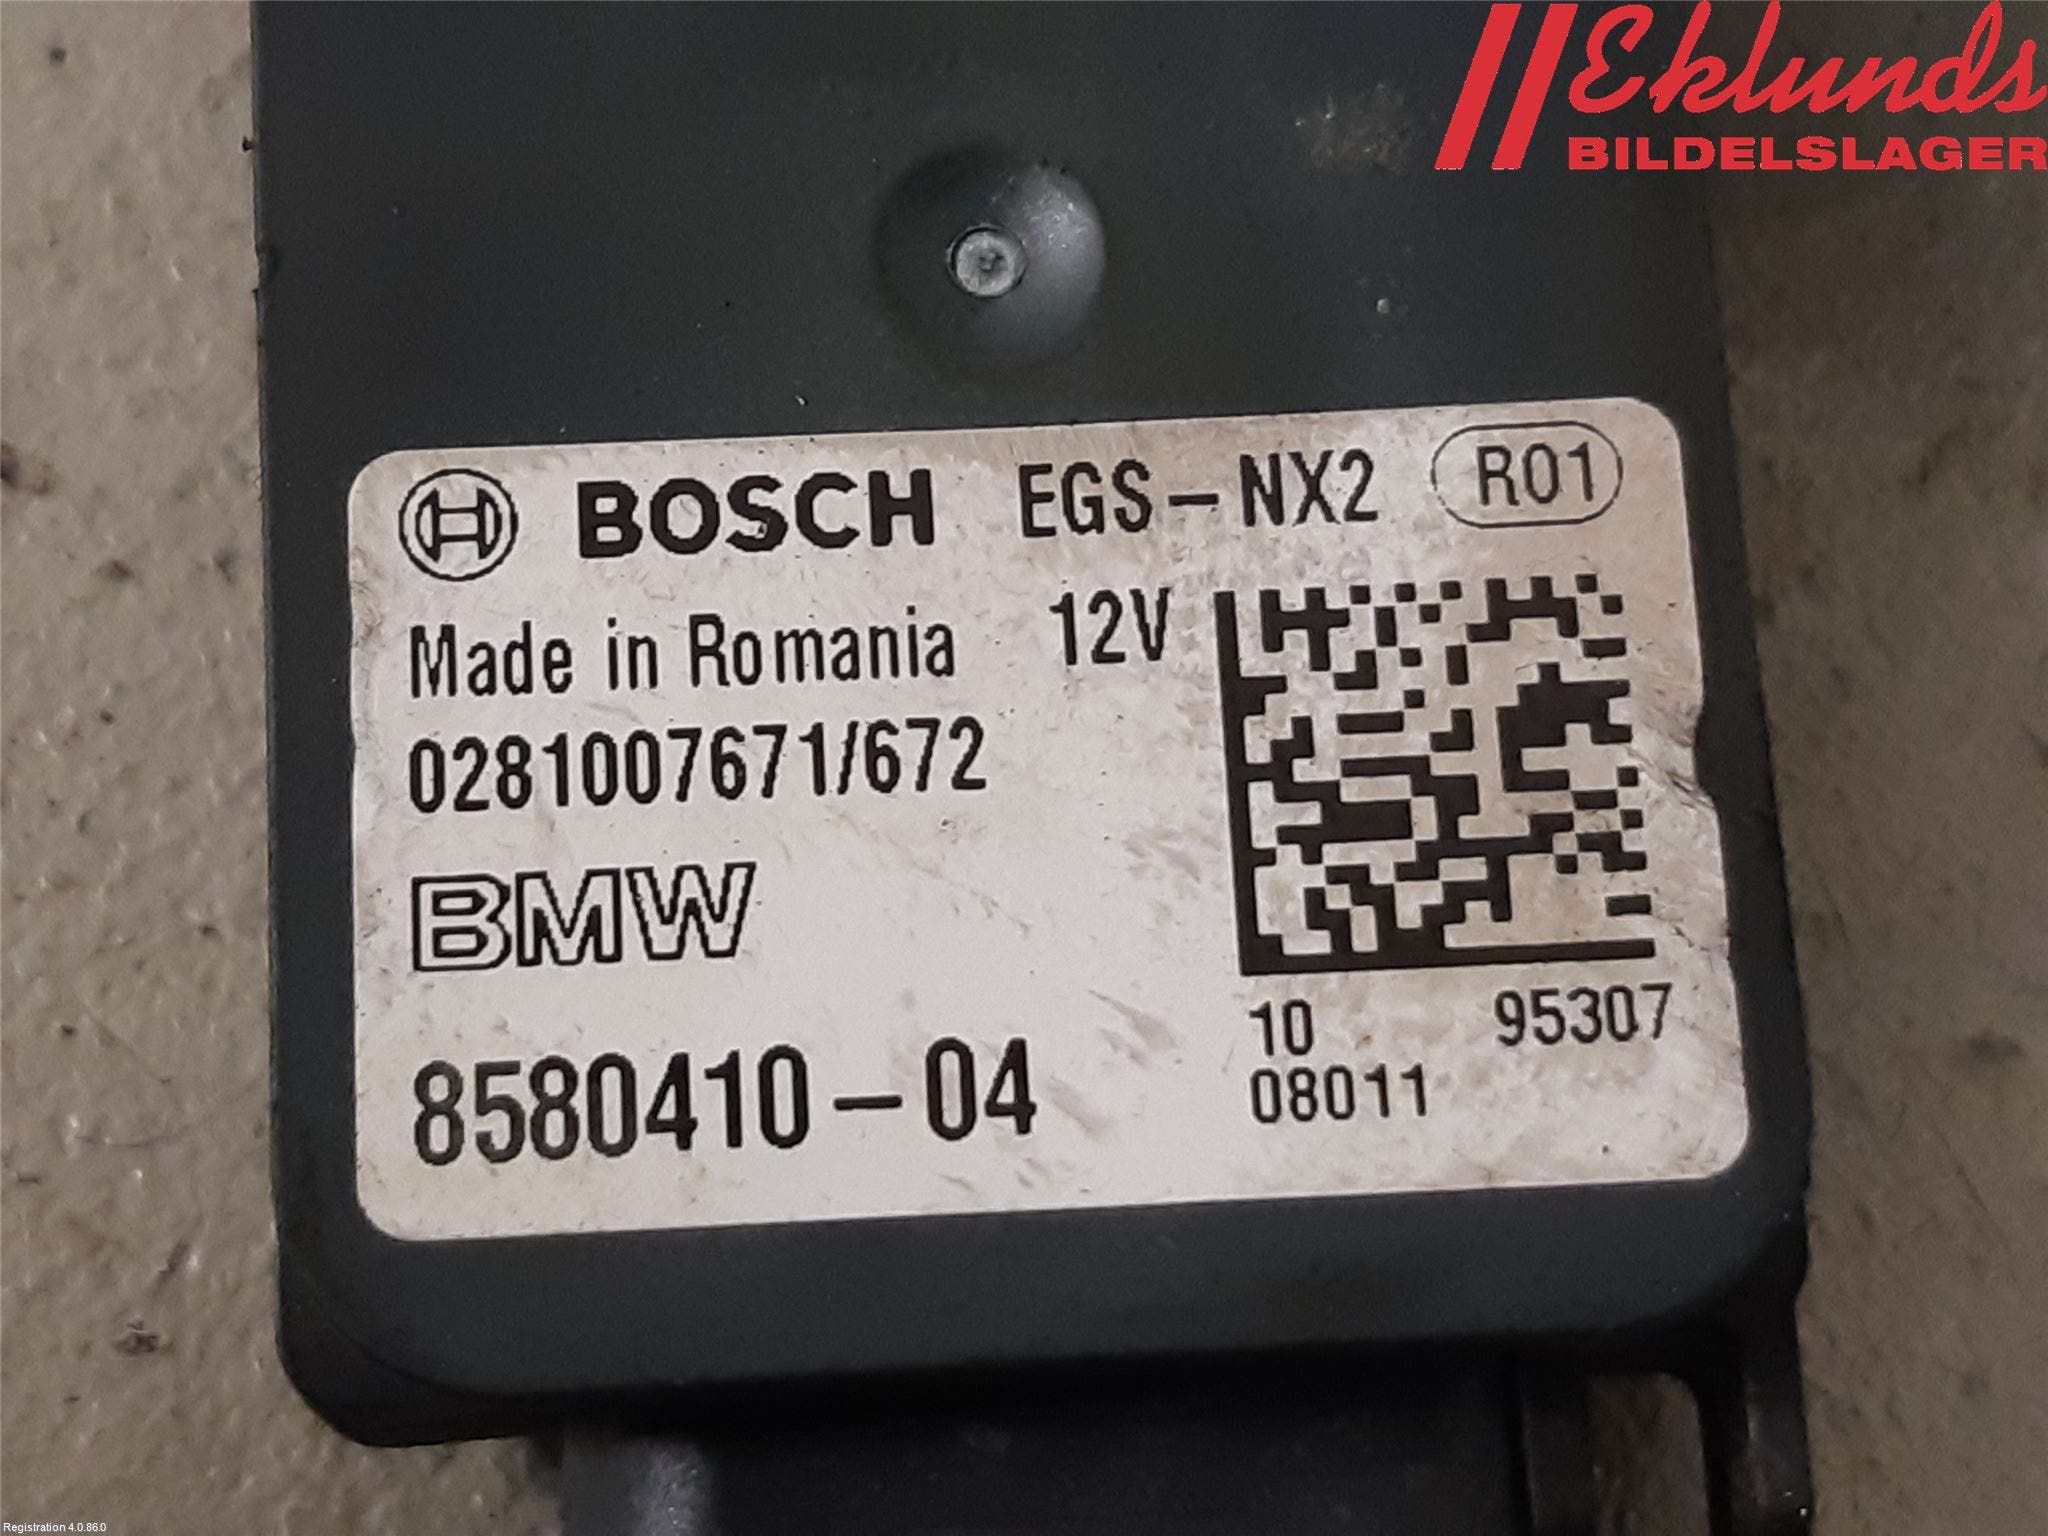 Eklunds
BILDELSLAGER
BOSCH EGS-NX2 R01
Made in Romania 12V
0281007671/672
BMW
8580410-04
10 95307
08011
Registration 4.0.86.0